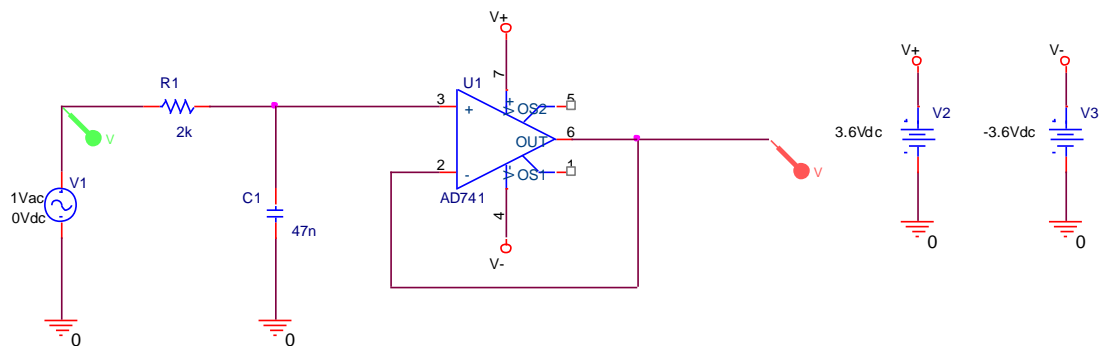 V+
V+
V-
R1
7
U1
V+
OS2
5
3
+
2k
V
6
OUT
V2
3.6Vdc
V3
-3.6Vdc
V1
1Vac
0Vdc
C1
47n
2
-
V-
OS1
1
V
AD741
4
V-
0
0
0
0